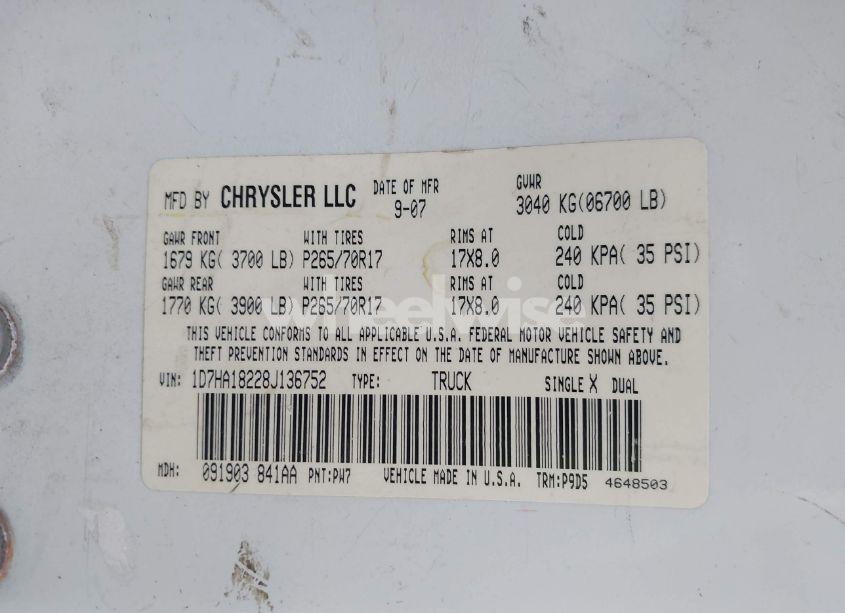 MFD BY CHRYSLER LLC DATE OF MFR 9-07 GVWR 3040 KG(06700 LB)
GAWR FRONT WITH TIRES RIMS AT COLD
1679 KG( 3700 LB) P265/70R17 17X8.0 240 KPA( 35 PSI)
GAWR REAR WITH TIRES RIMS AT COLD
1770 KG( 3900 LB) P265/70R17 17X8.0 240 KPA( 35 PSI)
wheelwise
THIS VEHICLE CONFORMS TO ALL APPLICABLE U.S.A. FEDERAL MOTOR VEHICLE SAFETY AND
THEFT PREVENTION STANDARDS IN EFFECT ON THE DATE OF MANUFACTURE SHOWN ABOVE.
VIN: 1D7HA18228J136752 TYPE: TRUCK SINGLE X DUAL
MDH: 091903 841AA PNT:PW7 VEHICLE MADE IN U.S.A. TRM:P9D5 4648503